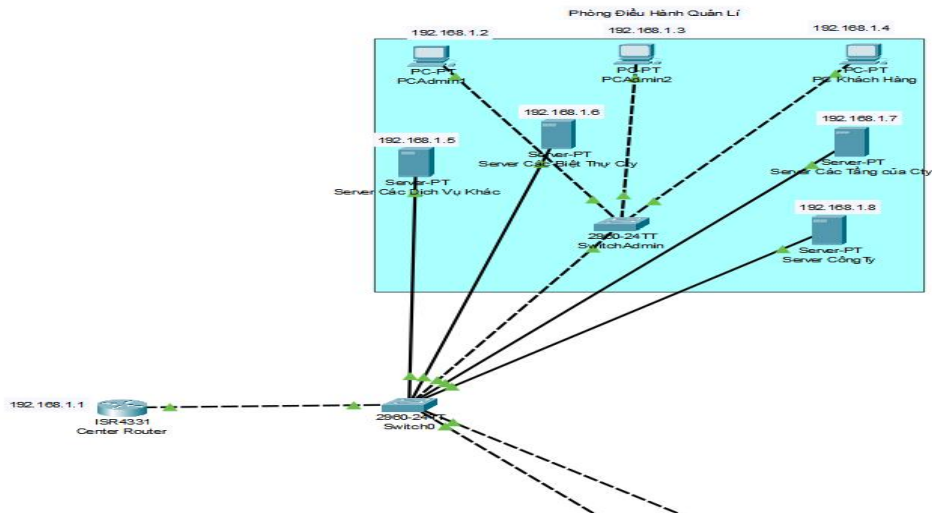 Phòng Điều Hành Quản Lí
192.168.1.2
192.168.1.3
192.168.1.4
PC-PT
PCAdmin1
PC-PT
PCAdmin2
PC-PT
PC Khách Hàng
192.168.1.5
192.168.1.6
192.168.1.7
Server-PT
Server Các Biệt Thự Cty
Server-PT
Server Các Tầng của Cty
Server-PT
Server Các Dịch Vụ Khác
192.168.1.8
2960-24TT
SwitchAdmin
Server-PT
Server CôngTy
192.168.1.1
ISR4331
Center Router
2960-24TT
Switch0